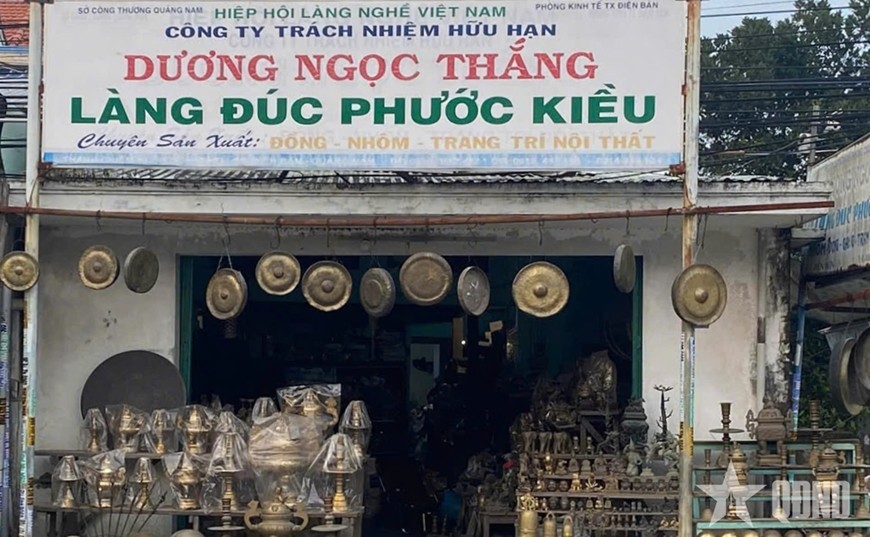 SỞ CÔNG THƯƠNG QUẢNG NAM
HIỆP HỘI LÀNG NGHỀ VIỆT NAM
PHÒNG KINH TẾ TX ĐIỆN BÀN
CÔNG TY TRÁCH NHIỆM HỮU HẠN
DƯƠNG NGỌC THẮNG
LÀNG ĐÚC PHƯỚC KIỀU
Chuyên Sản Xuất: ĐỒNG - NHÔM - TRANG TRÍ NỘI THẤT
ĐÚC PHƯỚ
QĐND